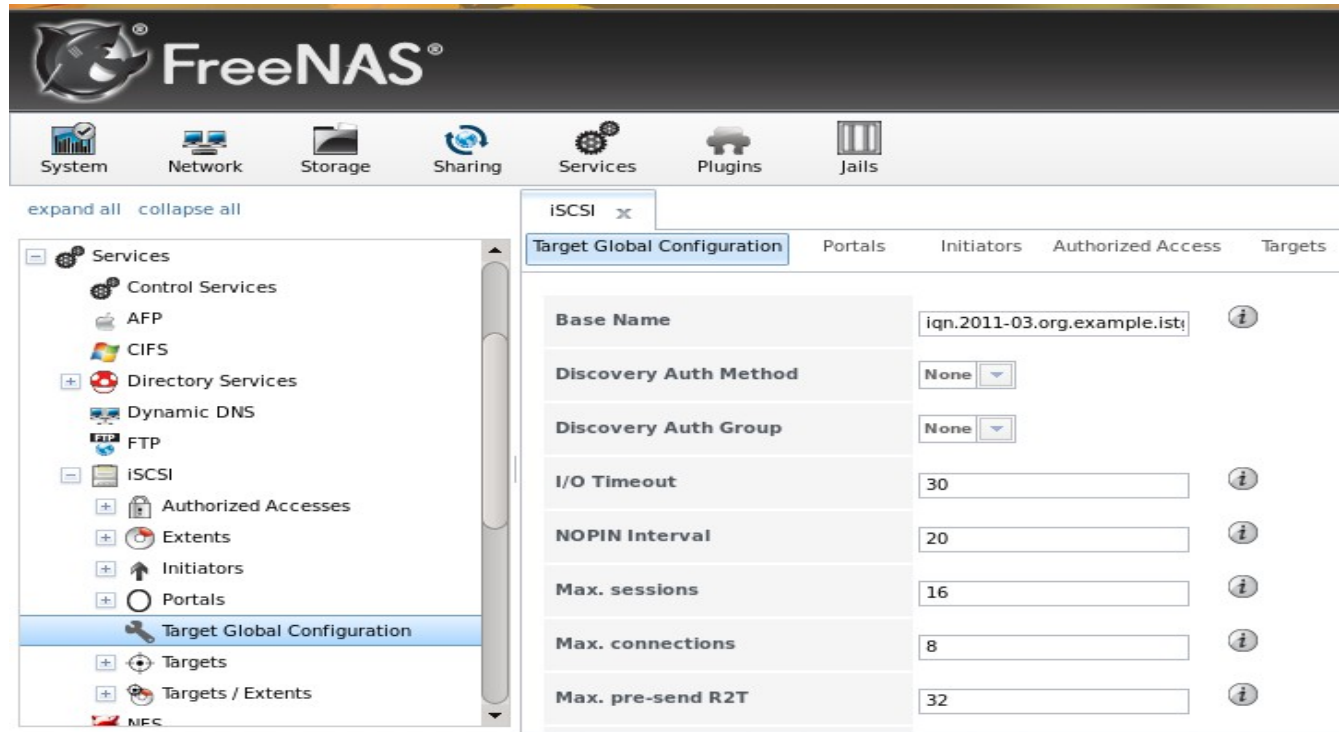 FreeNAS®
System Network Storage Sharing Services Plugins Jails
expand all collapse all
Services
Control Services
AFP
CIFS
Directory Services
Dynamic DNS
FTP
iSCSI
Authorized Accesses
Extents
Initiators
Portals
Target Global Configuration
Targets
Targets / Extents
NFS
iSCSI x
Target Global Configuration Portals Initiators Authorized Access Targets
Base Name iqn.2011-03.org.example.istg
Discovery Auth Method None
Discovery Auth Group None
I/O Timeout 30
NOPIN Interval 20
Max. sessions 16
Max. connections 8
Max. pre-send R2T 32